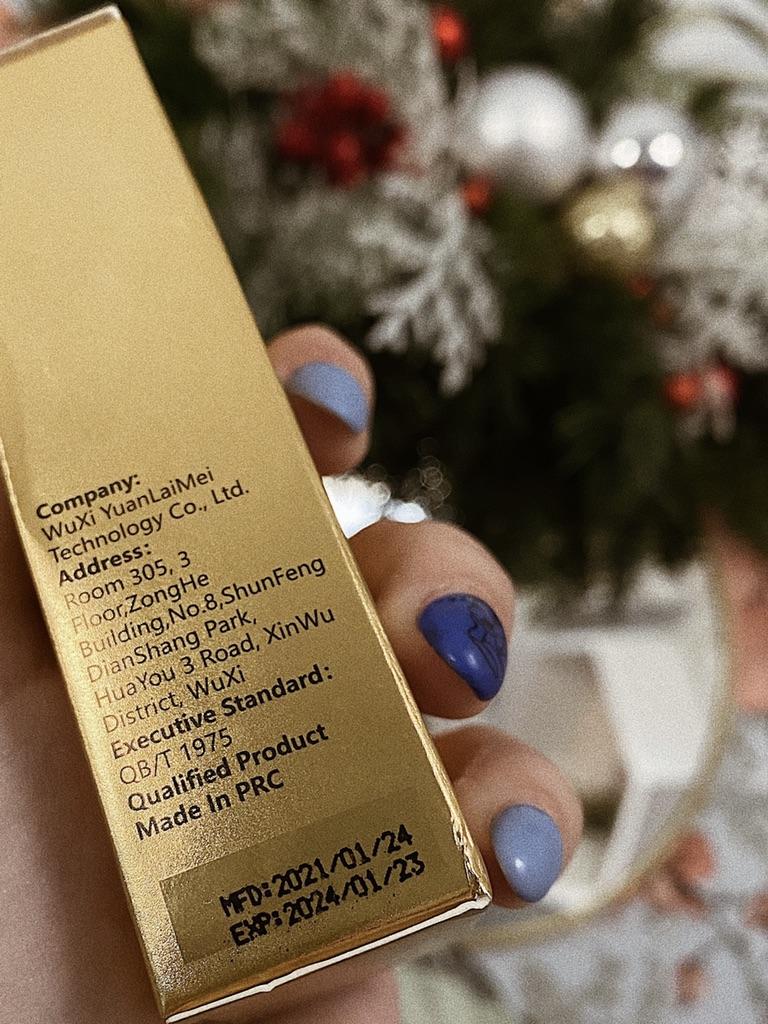 Company:
WuXi YuanLaiMei
Technology Co., Ltd.
Address:
Room 305, 3
Floor,ZongHe
Building,No.8,ShunFeng
DianShang Park,
HuaYou 3 Road, XinWu
District, WuXi
Executive Standard:
QB/T 1975
Qualified Product
Made In PRC
MFD:2021/01/24
EXP:2024/01/23